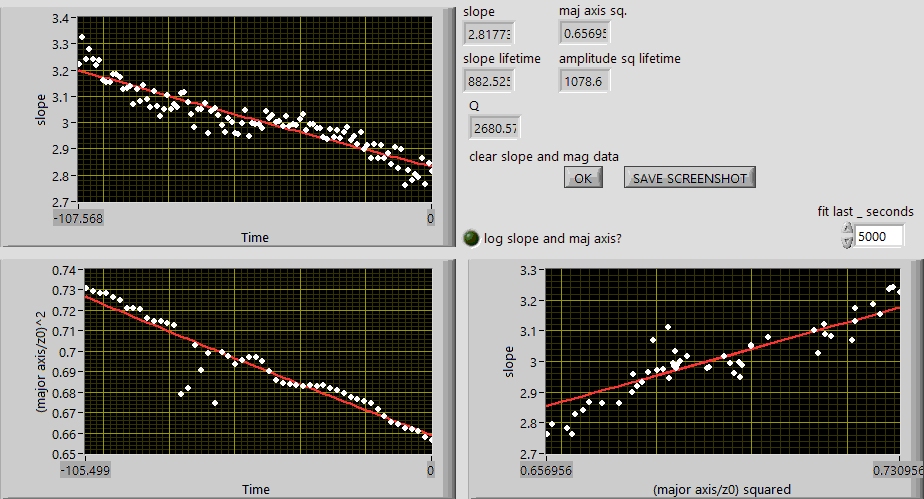 slope
maj axis sq.
2.8177
0.6569
slope lifetime
amplitude sq lifetime
882.52
1078.6
Q
2680.57
clear slope and mag data
OK
SAVE SCREENSHOT
fit last _ seconds
5000
log slope and maj axis?
slope
3.4
3.3
3.2
3.1
3
2.9
2.8
2.7
-107.568
0
Time
(major axis/z0)^2
0.74
0.73
0.72
0.71
0.7
0.69
0.68
0.67
0.66
0.65
-105.499
0
Time
slope
3.3
3.2
3.1
3
2.9
2.8
2.7
0.656956
0.730956
(major axis/z0) squared